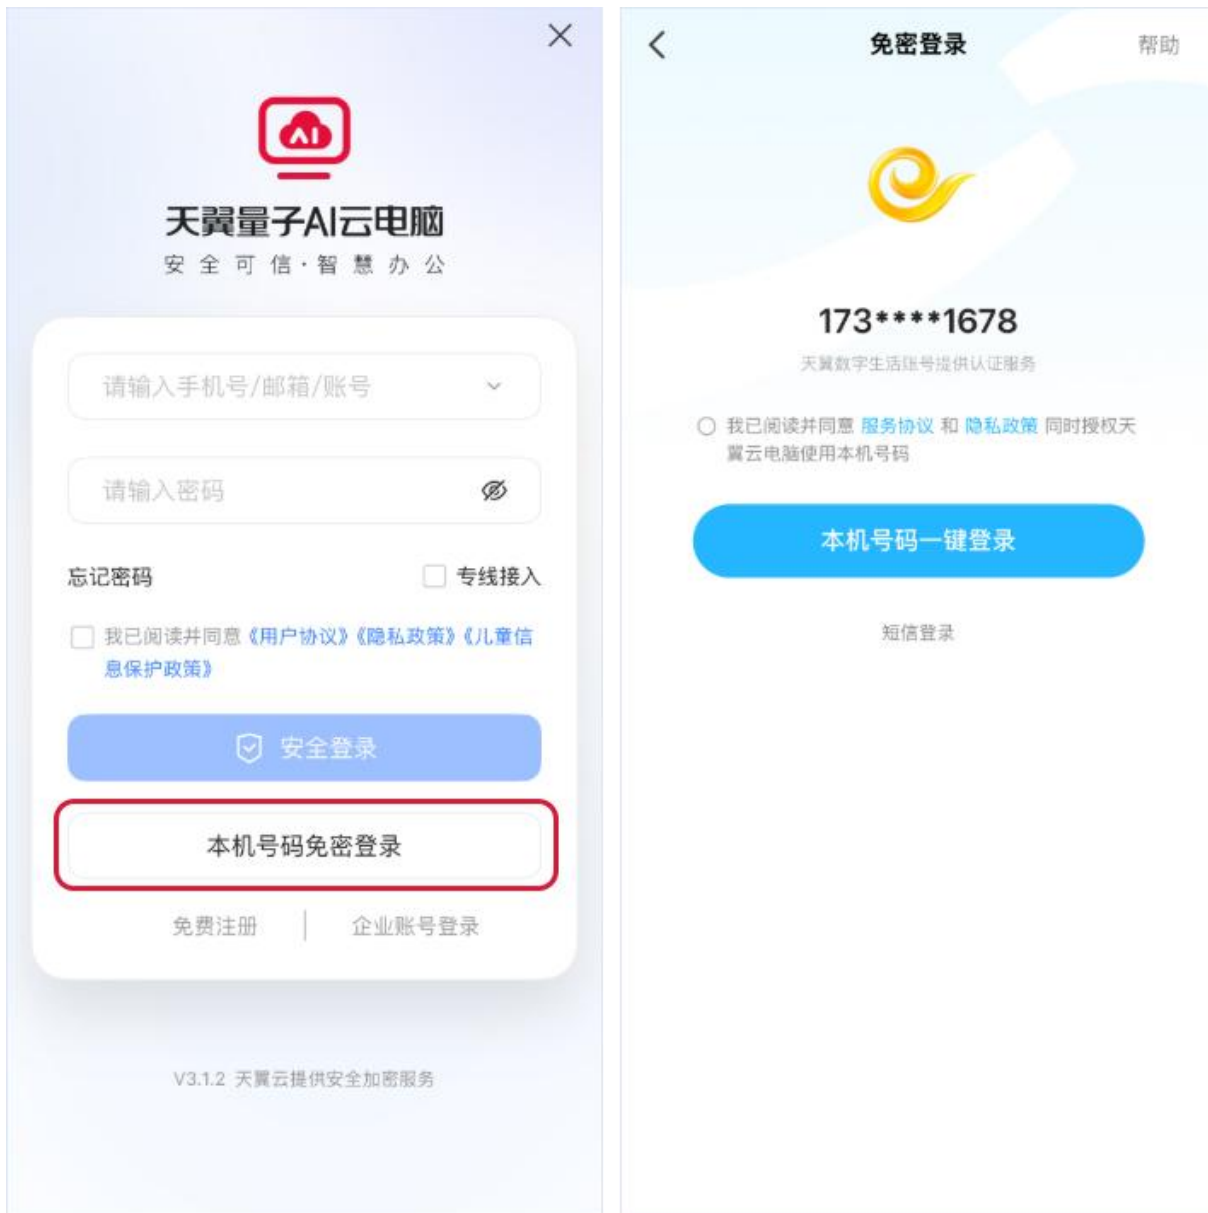 AI
天翼量子AI云电脑
安全可信·智慧办公
请输入手机号/邮箱/账号
请输入密码
忘记密码
专线接入
我已阅读并同意《用户协议》《隐私政策》《儿童信
息保护政策》
安全登录
本机号码免密登录
免费注册
企业账号登录
V3.1.2 天翼云提供安全加密服务
免密登录
帮助
173****1678
天翼数字生活账号提供认证服务
我已阅读并同意 服务协议 和 隐私政策 同时授权天
翼云电脑使用本机号码
本机号码一键登录
短信登录